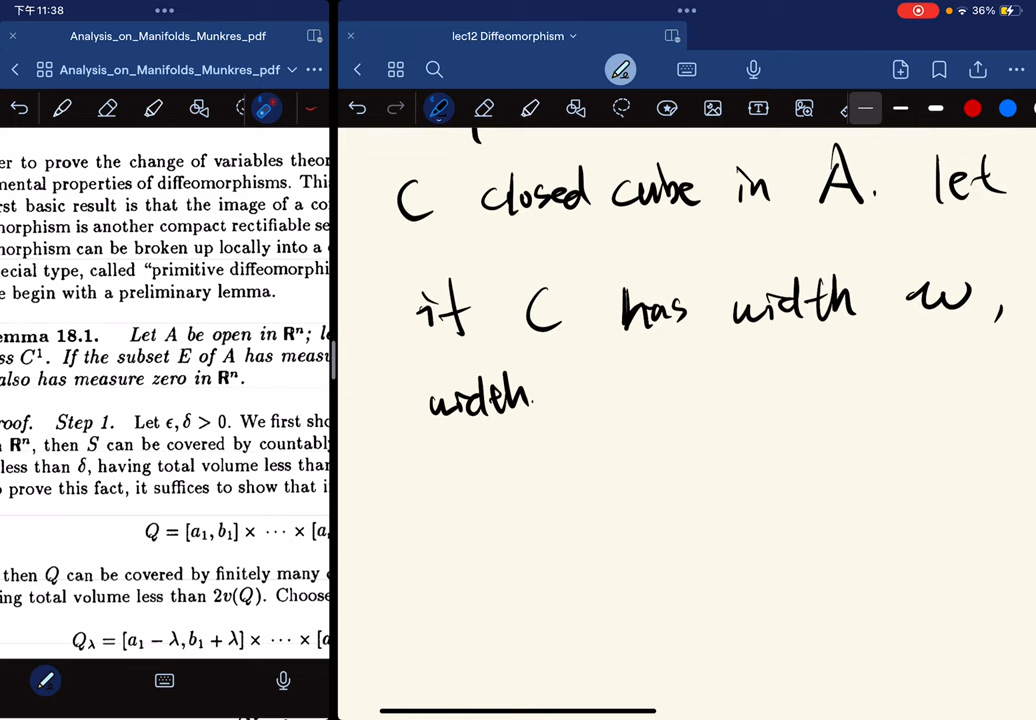 下午11:38
36%
Analysis_on_Manifolds_Munkres_pdf
lec12 Diffeomorphism
Analysis_on_Manifolds_Munkres_pdf
er to prove the change of variables theor
mental properties of diffeomorphisms. Thi
rst basic result is that the image of a co
morphism is another compact rectifiable se
morphism can be broken up locally into a
ecial type, called “primitive diffeomorphi
e begin with a preliminary lemma.
emma 18.1. Let A be open in Rⁿ; le
ss C¹. If the subset E of A has measu
also has measure zero in Rⁿ.
roof. Step 1. Let ϵ, δ > 0. We first sho
Rⁿ, then S can be covered by countabl
less than δ, having total volume less than
o prove this fact, it suffices to show that i
Q = [a₁, b₁] × ⋯ × [a,
then Q can be covered by finitely many
ing total volume less than 2v(Q). Choose
Q_λ = [a₁ − λ, b₁ + λ] × ⋯ × [a
C closed cube in A. let
if C has width w,
width.